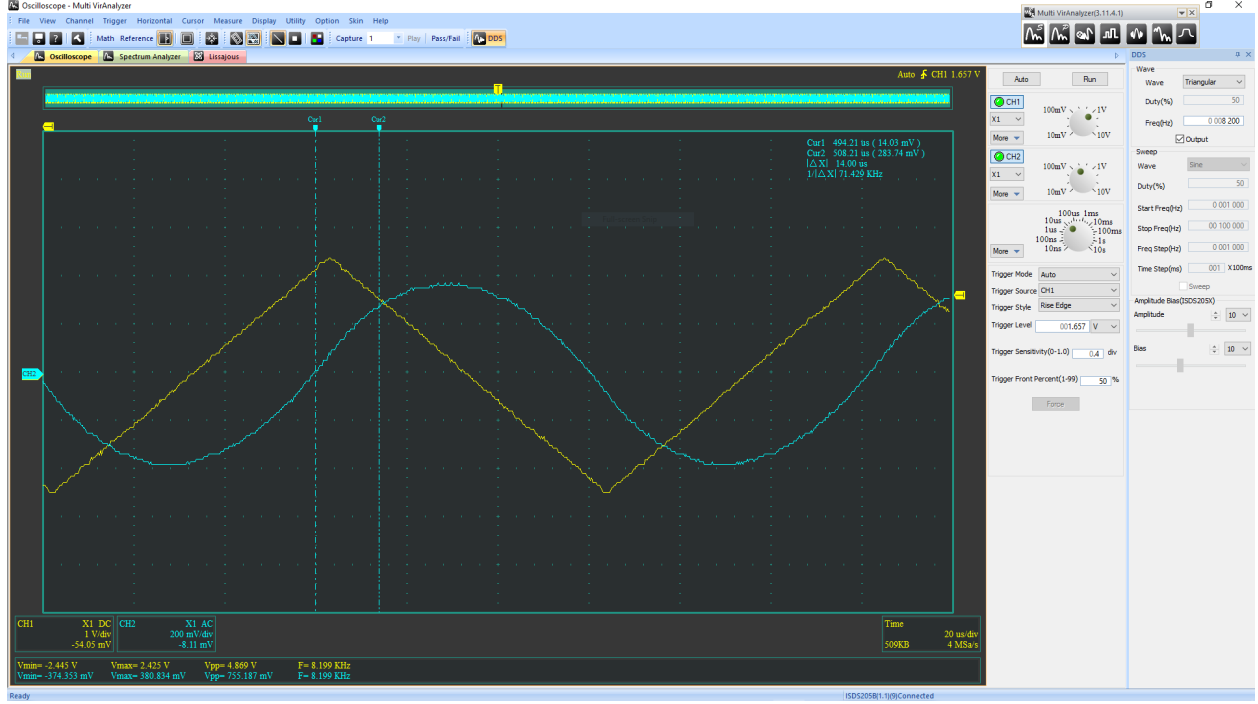 Oscilloscope - Multi VirAnalyzer
File View Channel Trigger Horizontal Cursor Measure Display Utility Option Skin Help
Multi VirAnalyzer(3.11.4.1)
Math Reference Capture 1 Play Pass/Fail DDS
Oscilloscope Spectrum Analyzer Lissajous
Run
Auto CH1 1.657 V
T
Cur1 Cur2
Cur1 494.21 us ( 14.03 mV )
Cur2 508.21 us ( 283.74 mV )
|△X| 14.00 us
1/|△X| 71.429 KHz
CH2
CH1 X1 DC
1 V/div
-54.05 mV
CH2 X1 AC
200 mV/div
-8.11 mV
Time
20 us/div
509KB 4 MSa/s
Vmin= -2.445 V Vmax= 2.425 V Vpp= 4.869 V F= 8.199 KHz
Vmin= -374.353 mV Vmax= 380.834 mV Vpp= 755.187 mV F= 8.199 KHz
Auto Run
CH1
X1
More
100mV 1V
10mV 10V
CH2
X1
More
100mV 1V
10mV 10V
100us 1ms
10us 10ms
1us 100ms
100ns 1s
10ns 10s
More
Trigger Mode Auto
Trigger Source CH1
Trigger Style Rise Edge
Trigger Level 001.657 V
Trigger Sensitivity(0-1.0) 0.4 div
Trigger Front Percent(1-99) 50 %
Force
DDS
Wave
Wave Triangular
Duty(%) 50
Freq(Hz) 0 008 200
Output
Sweep
Wave Sine
Duty(%) 50
Start Freq(Hz) 0 001 000
Stop Freq(Hz) 00 100 000
Freq Step(Hz) 0 001 000
Time Step(ms) 001 X100ms
Sweep
Amplitude Bias(ISDS205X)
Amplitude 10
Bias 10
Ready
ISDS205B(1.1)(9)Connected